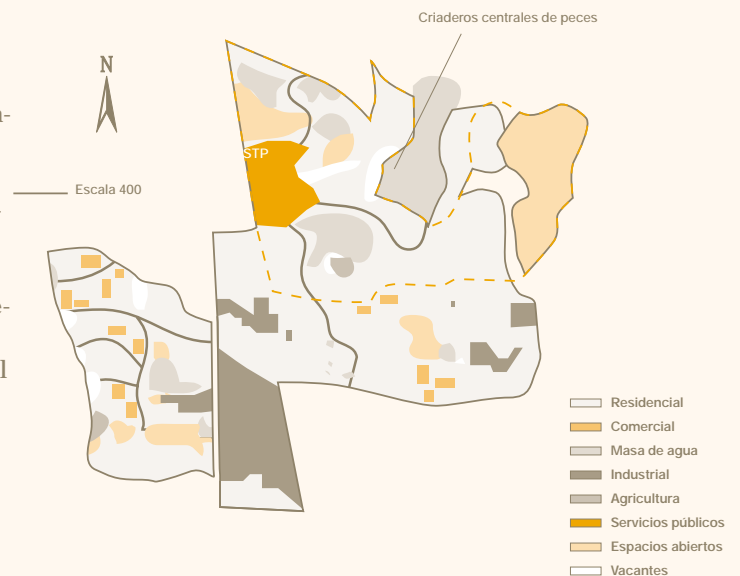 Criaderos centrales de peces
N
STP
Escala 400
Residencial
Comercial
Masa de agua
Industrial
Agricultura
Servicios públicos
Espacios abiertos
Vacantes